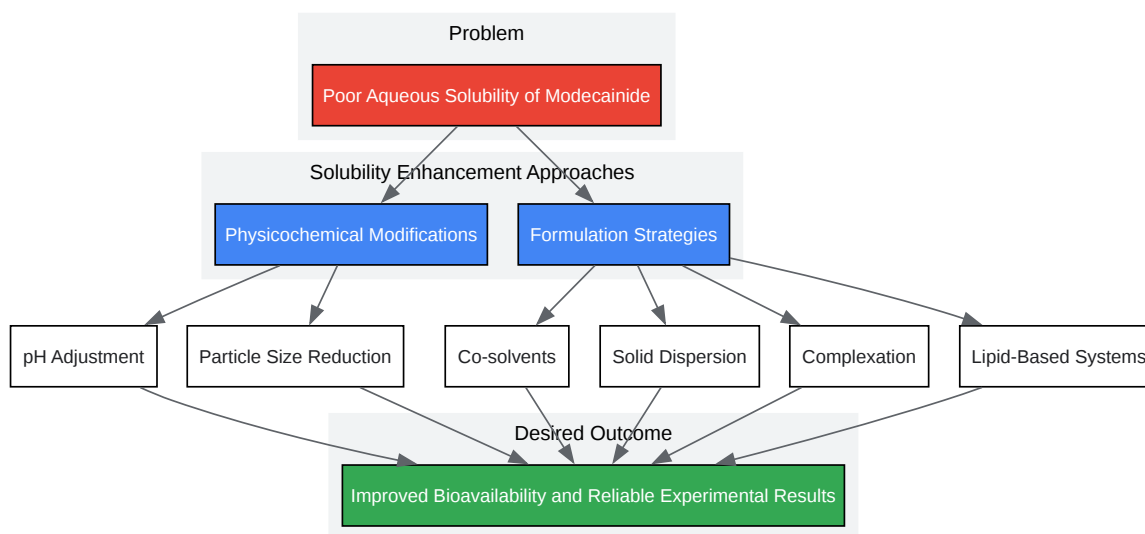 Problem
Poor Aqueous Solubility of Modecainide
Solubility Enhancement Approaches
Physicochemical Modifications
Formulation Strategies
pH Adjustment
Particle Size Reduction
Co-solvents
Solid Dispersion
Complexation
Lipid-Based Systems
Desired Outcome
Improved Bioavailability and Reliable Experimental Results